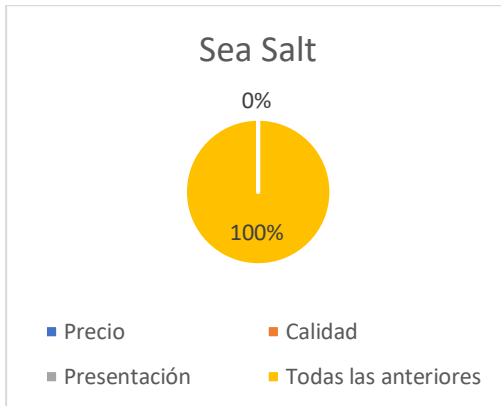 Sea Salt
0%
100%
Precio
Calidad
Presentación
Todas las anteriores